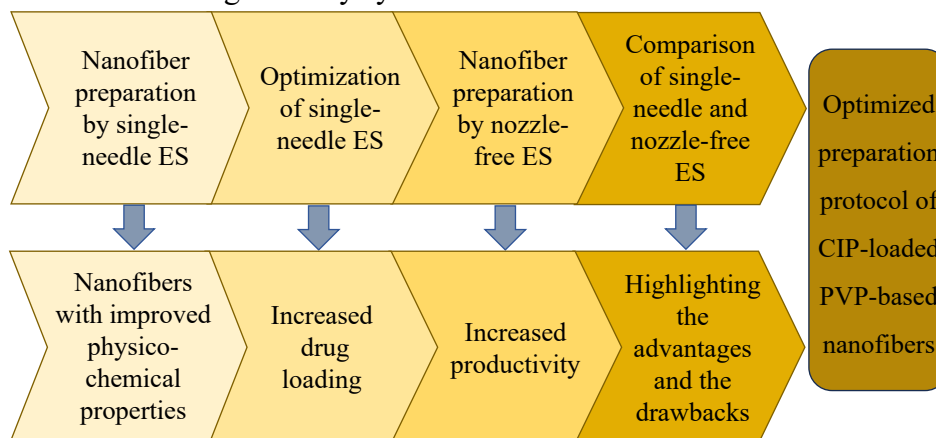 Nanofiber
preparation
by single-
needle ES
Optimization
of single-
needle ES
Nanofiber
preparation
by nozzle-
free ES
Comparison
of single-
needle and
nozzle-free
ES
Nanofibers
with improved
physico-
chemical
properties
Increased
drug
loading
Increased
productivity
Highlighting
the
advantages
and the
drawbacks
Optimized
preparation
protocol of
CIP-loaded
PVP-based
nanofibers